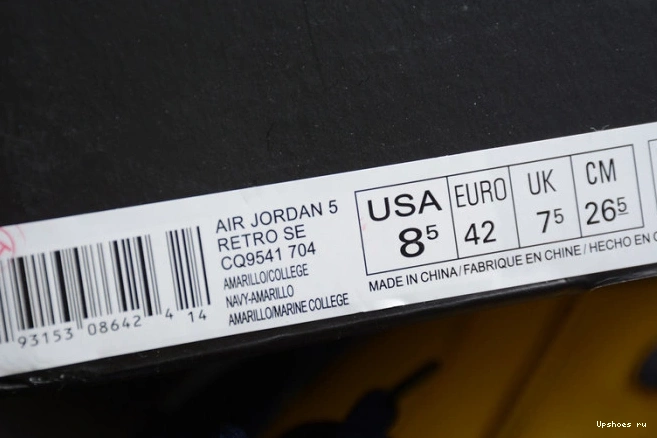 AIR JORDAN 5
RETRO SE
CQ9541 704
AMARILLO/COLLEGE
NAVY-AMARILLO
AMARILLO/MARINE COLLEGE
93153 08642 4 14
USA EURO UK CM
8⁵ 42 7⁵ 26⁵
MADE IN CHINA / FABRIQUE EN CHINE / HECHO EN
Upshoes ru